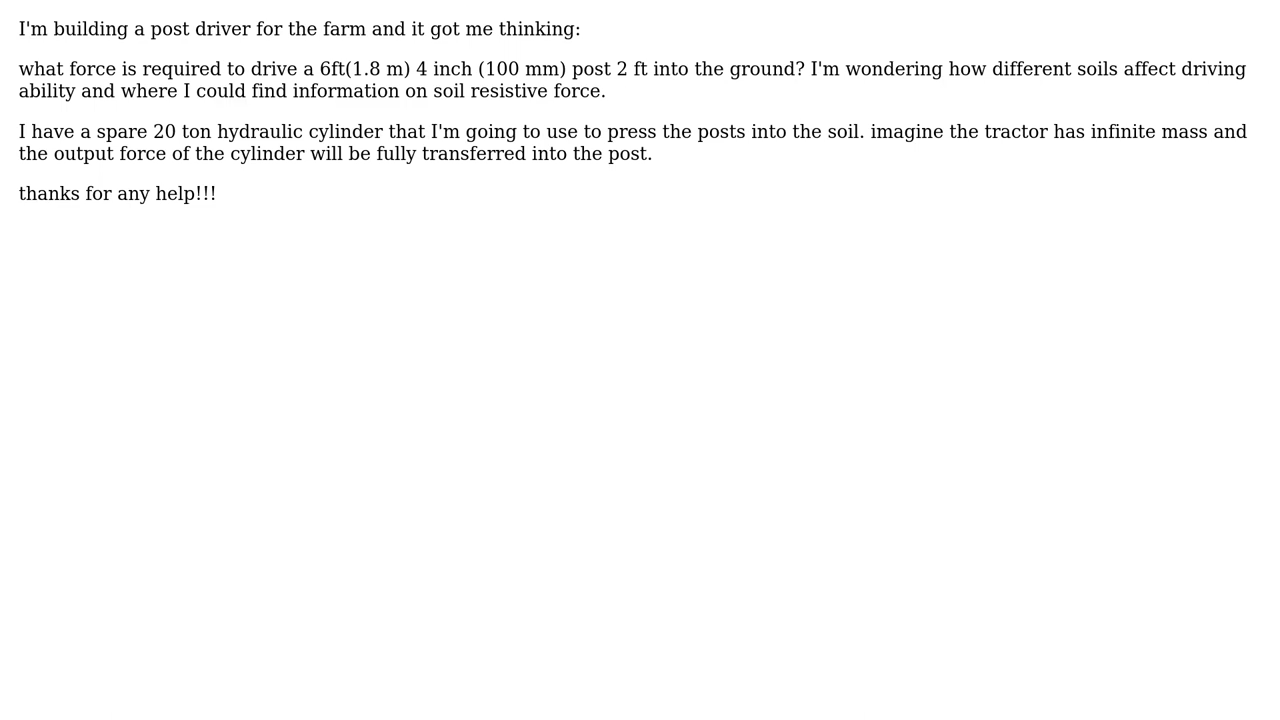 I'm building a post driver for the farm and it got me thinking:
what force is required to drive a 6ft(1.8 m) 4 inch (100 mm) post 2 ft into the ground? I'm wondering how different soils affect driving
ability and where I could find information on soil resistive force.
I have a spare 20 ton hydraulic cylinder that I'm going to use to press the posts into the soil. imagine the tractor has infinite mass and
the output force of the cylinder will be fully transferred into the post.
thanks for any help!!!